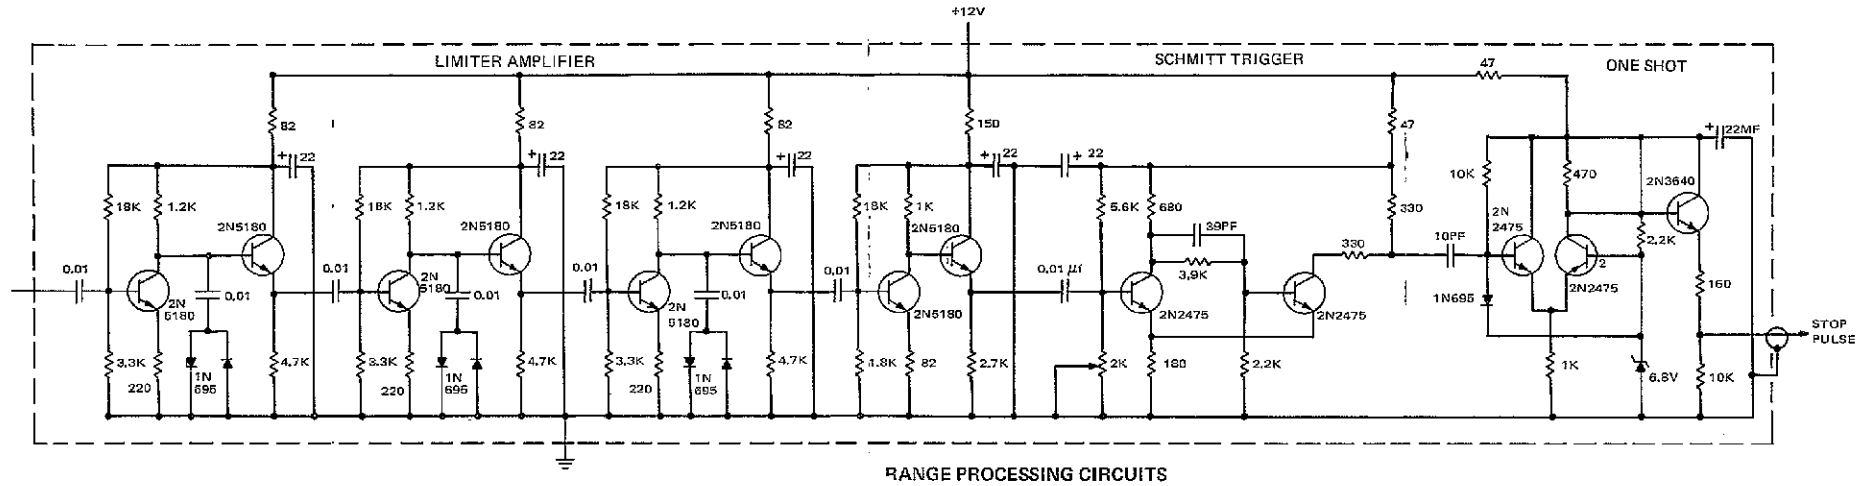 +12V
LIMITER AMPLIFIER
SCHMITT TRIGGER
ONE SHOT
47
82
82
82
150
47
+ 22
+ 22
+ 22
+ 22
+ 22
+ 22MF
18K
1.2K
18K
1.2K
18K
1.2K
18K
1K
5.6K
680
330
10K
470
2N3640
2N5180
2N5180
2N5180
2N5180
39PF
2N
2475
2.2K
0.01
0.01
0.01
0.01
0.01 µf
3.9K
330
10PF
2
2N
5180
0.01
2N
5180
0.01
2N
5180
0.01
2N5180
2N2475
2N2475
1N695
2N2475
160
STOP
PULSE
3.3K
220
1N
695
4.7K
3.3K
220
1N
695
4.7K
3.3K
220
1N
695
4.7K
1.8K
82
2.7K
2K
180
2.2K
1K
6.8V
10K
RANGE PROCESSING CIRCUITS